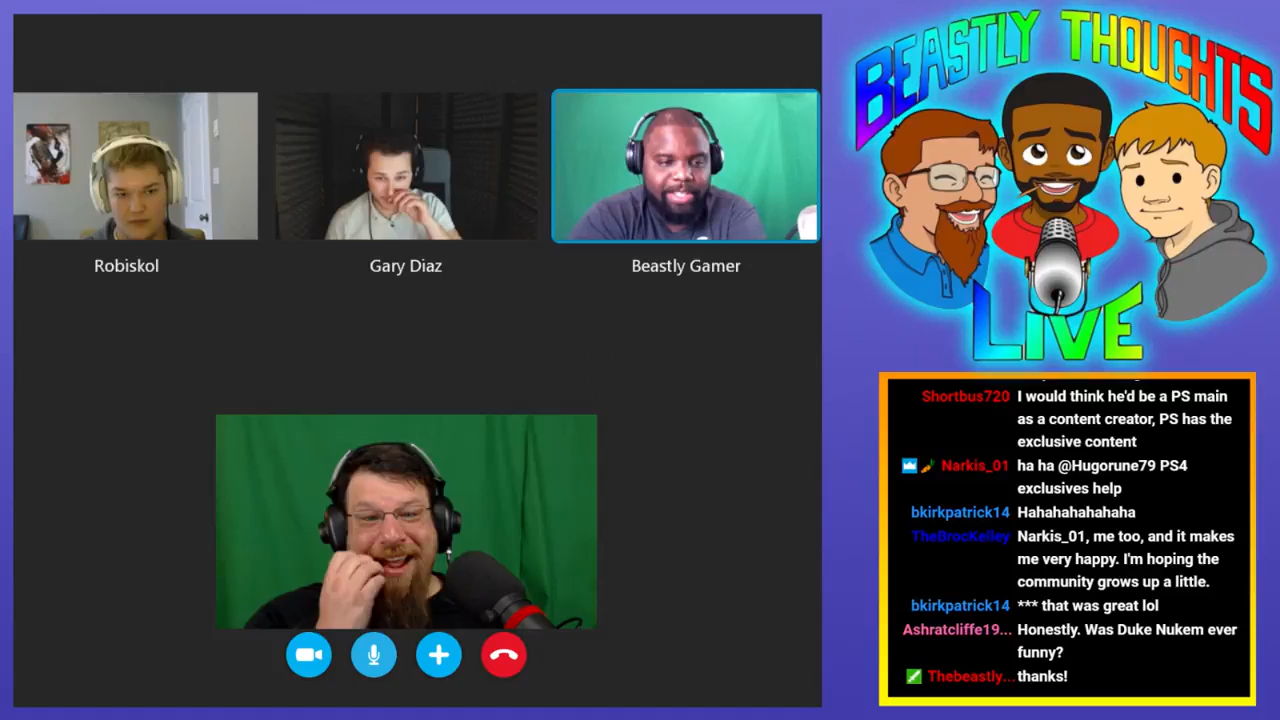 Robiskol
Gary Diaz
Beastly Gamer
BEASTLY THOUGHTS
LIVE
Shortbus720 I would think he'd be a PS main
as a content creator, PS has the
exclusive content
Narkis_01 ha ha @Hugorune79 PS4
exclusives help
bkirkpatrick14 Hahahahahahaha
TheBrocKelley Narkis_01, me too, and it makes
me very happy. I'm hoping the
community grows up a little.
bkirkpatrick14 *** that was great lol
Ashratcliffe19... Honestly. Was Duke Nukem ever
funny?
Thebeastly... thanks!